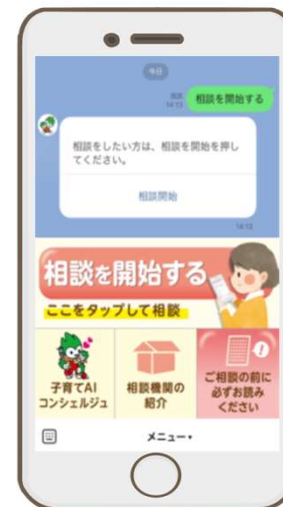 今日
既読
14:13
相談を開始する
相談をしたい方は、相談を開始を押し
てください。
相談開始
14:13
相談を開始する
ここをタップして相談
子育てAI
コンシェルジュ
相談機関の
紹介
ご相談の前に
必ずお読み
ください
メニュー